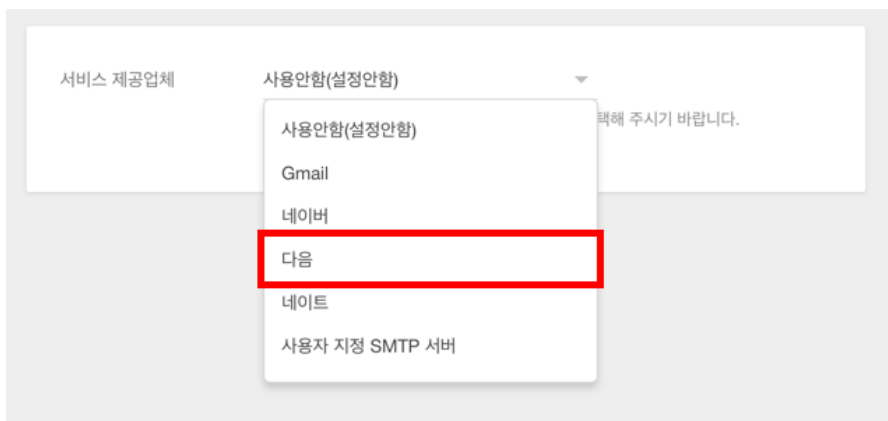 서비스 제공업체
사용안함(설정안함)
택해 주시기 바랍니다.
사용안함(설정안함)
Gmail
네이버
다음
네이트
사용자 지정 SMTP 서버